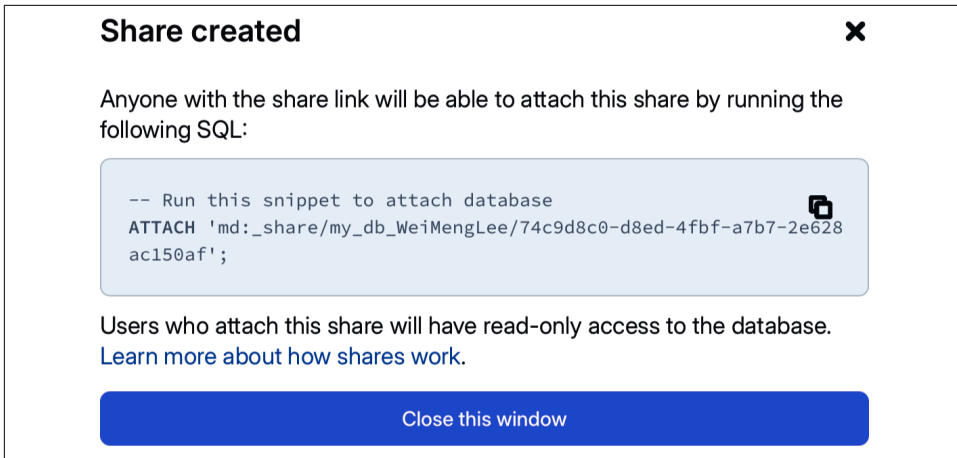 Share created
Anyone with the share link will be able to attach this share by running the
following SQL:
-- Run this snippet to attach database
ATTACH 'md:_share/my_db_WeiMengLee/74c9d8c0-d8ed-4fbf-a7b7-2e628
ac150af';
Users who attach this share will have read-only access to the database.
Learn more about how shares work.
Close this window